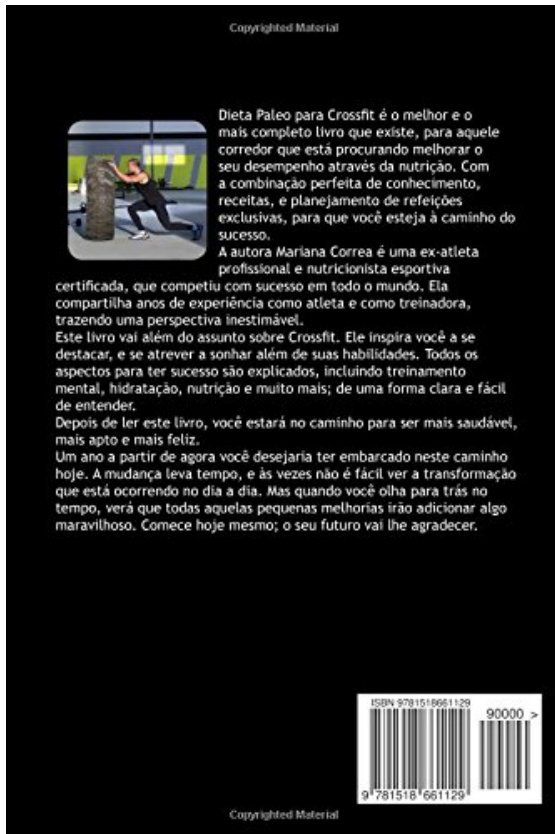 Copyrighted Material
Dieta Paleo para Crossfit é o melhor e o
mais completo livro que existe, para aquele
corredor que está procurando melhorar o
seu desempenho através da nutrição. Com
a combinação perfeita de conhecimento,
receitas, e planejamento de refeições
exclusivas, para que você esteja à caminho do
sucesso.
A autora Mariana Correa é uma ex-atleta
profissional e nutricionista esportiva
certificada, que competiu com sucesso em todo o mundo. Ela
compartilha anos de experiência como atleta e como treinadora,
trazendo uma perspectiva inestimável.
Este livro vai além do assunto sobre Crossfit. Ele inspira você a se
destacar, e se atrever a sonhar além de suas habilidades. Todos os
aspectos para ter sucesso são explicados, incluindo treinamento
mental, hidratação, nutrição e muito mais; de uma forma clara e fácil
de entender.
Depois de ler este livro, você estará no caminho para ser mais saudável,
mais apto e mais feliz.
Um ano a partir de agora você desejaria ter embarcado neste caminho
hoje. A mudança leva tempo, e às vezes não é fácil ver a transformação
que está ocorrendo no dia a dia. Mas quando você olha para trás no
tempo, verá que todas aquelas pequenas melhorias irão adicionar algo
maravilhoso. Comece hoje mesmo; o seu futuro vai lhe agradecer.
ISBN 9781518661129
90000 >
9 781518 661129
Copyrighted Material